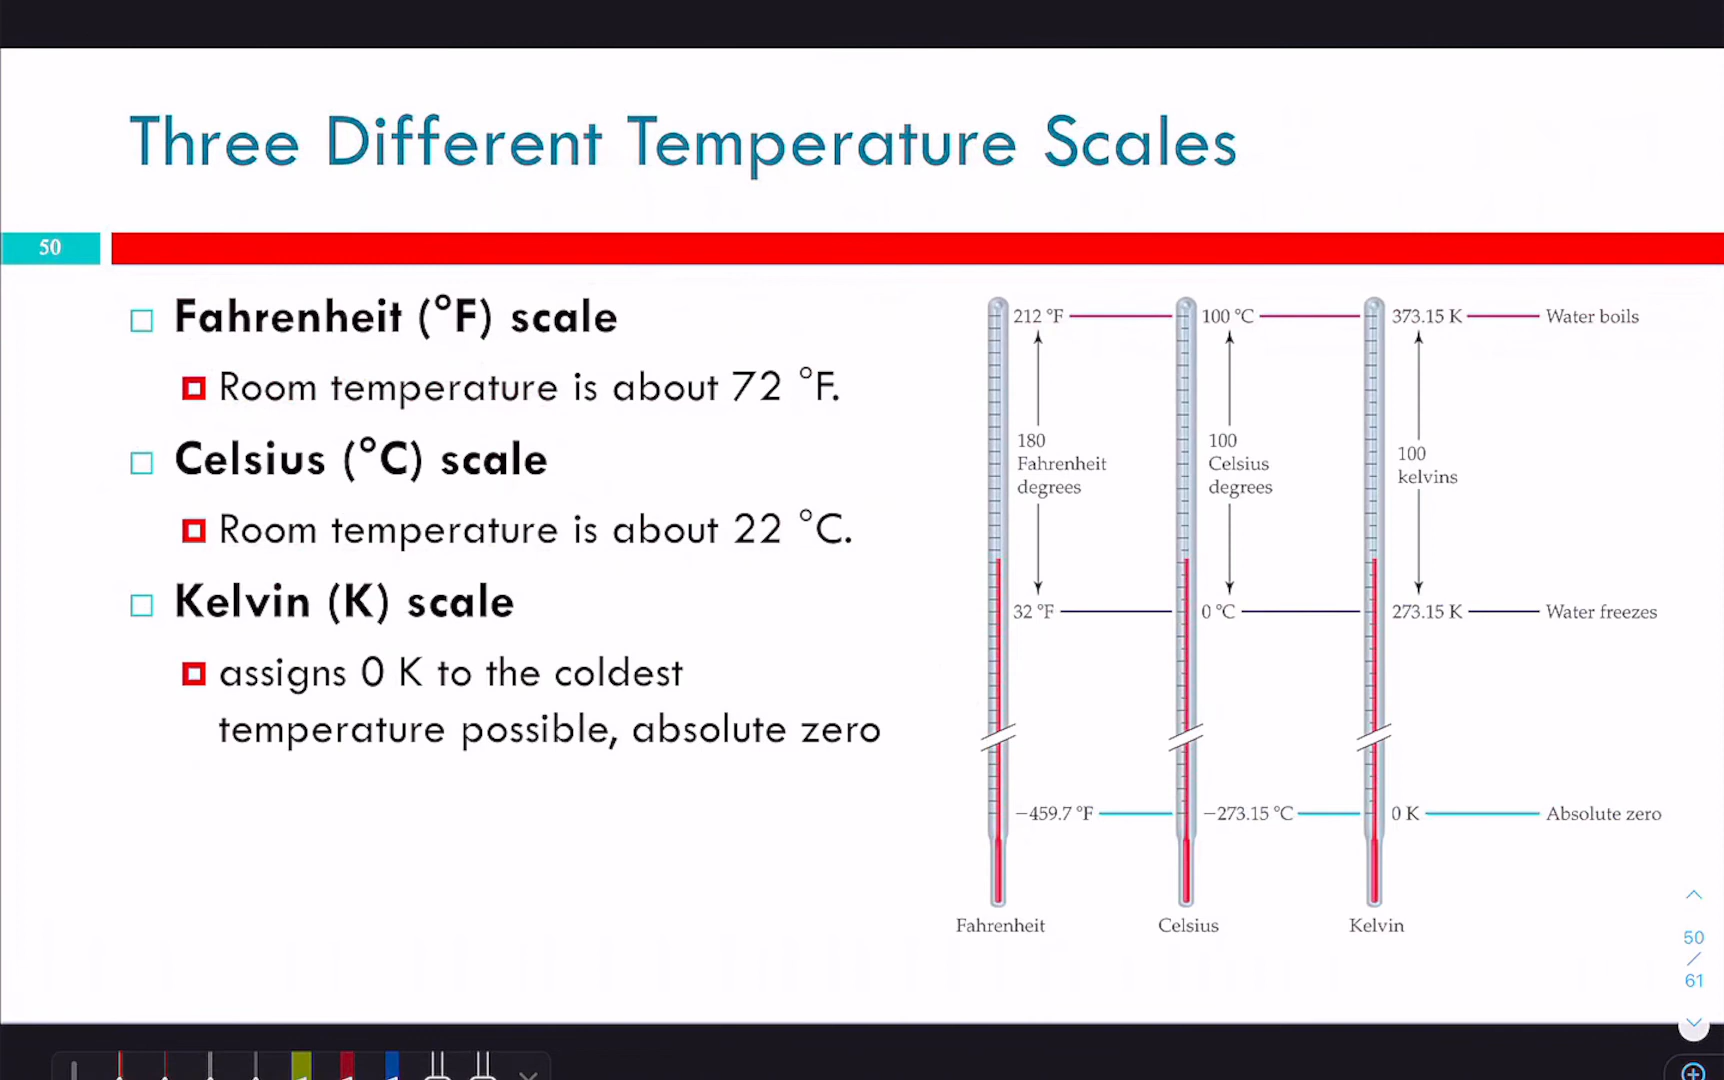 Three Different Temperature Scales
50
Fahrenheit (°F) scale
Room temperature is about 72 °F.
Celsius (°C) scale
Room temperature is about 22 °C.
Kelvin (K) scale
assigns 0 K to the coldest
temperature possible, absolute zero
212 °F
100 °C
373.15 K
Water boils
180
Fahrenheit
degrees
100
Celsius
degrees
100
kelvins
32 °F
0 °C
273.15 K
Water freezes
−459.7 °F
−273.15 °C
0 K
Absolute zero
Fahrenheit
Celsius
Kelvin
50
/
61